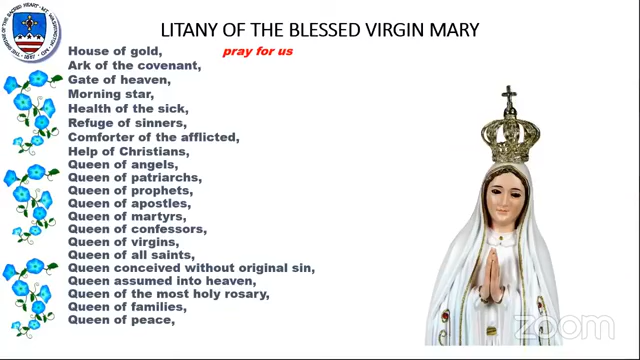 LITANY OF THE BLESSED VIRGIN MARY
House of gold, pray for us
Ark of the covenant,
Gate of heaven,
Morning star,
Health of the sick,
Refuge of sinners,
Comforter of the afflicted,
Help of Christians,
Queen of angels,
Queen of patriarchs,
Queen of prophets,
Queen of apostles,
Queen of martyrs,
Queen of confessors,
Queen of virgins,
Queen of all saints,
Queen conceived without original sin,
Queen assumed into heaven,
Queen of the most holy rosary,
Queen of families,
Queen of peace,
zoom